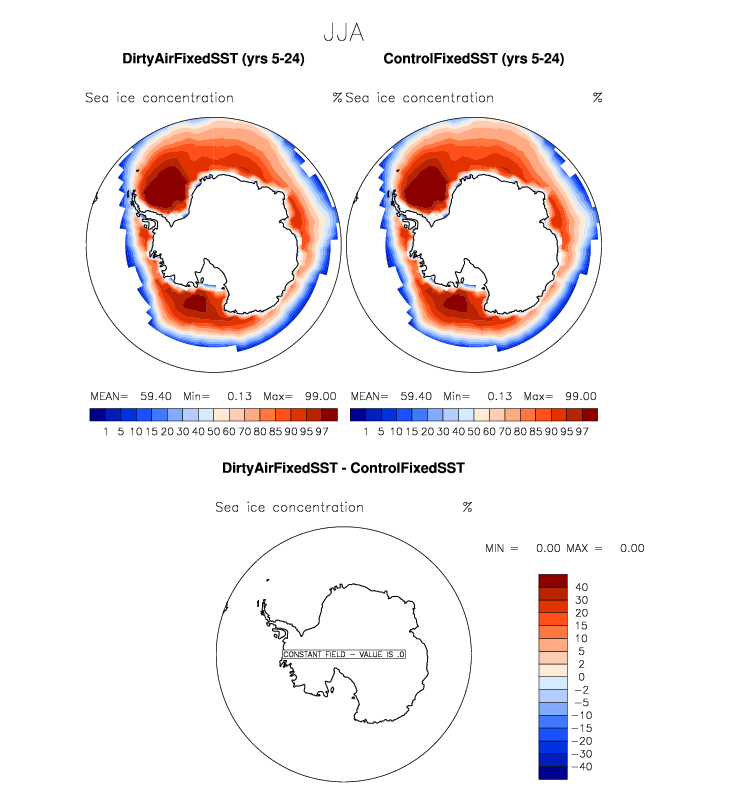 JJA
DirtyAirFixedSST (yrs 5-24) ControlFixedSST (yrs 5-24)
Sea ice concentration % Sea ice concentration %
MEAN= 59.40 Min= 0.13 Max= 99.00 MEAN= 59.40 Min= 0.13 Max= 99.00
1 5 10 15 20 30 40 50 60 70 80 85 90 95 97 1 5 10 15 20 30 40 50 60 70 80 85 90 95 97
DirtyAirFixedSST - ControlFixedSST
Sea ice concentration %
MIN = 0.00 MAX = 0.00
40
30
20
15
10
5
2
0
-2
-5
-10
-15
-20
-30
-40
CONSTANT FIELD - VALUE IS .0